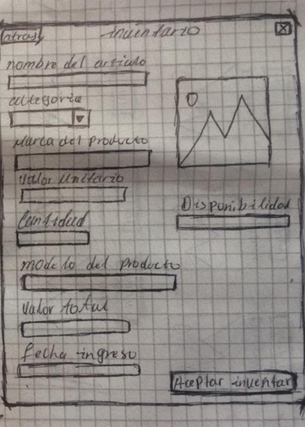 Atras
inventario
nombre del articulo
categoria
Marca del Producto
valor unitario
Cantidad
Disponibilidad
modelo del producto
Valor total
fecha ingreso
Aceptar inventar